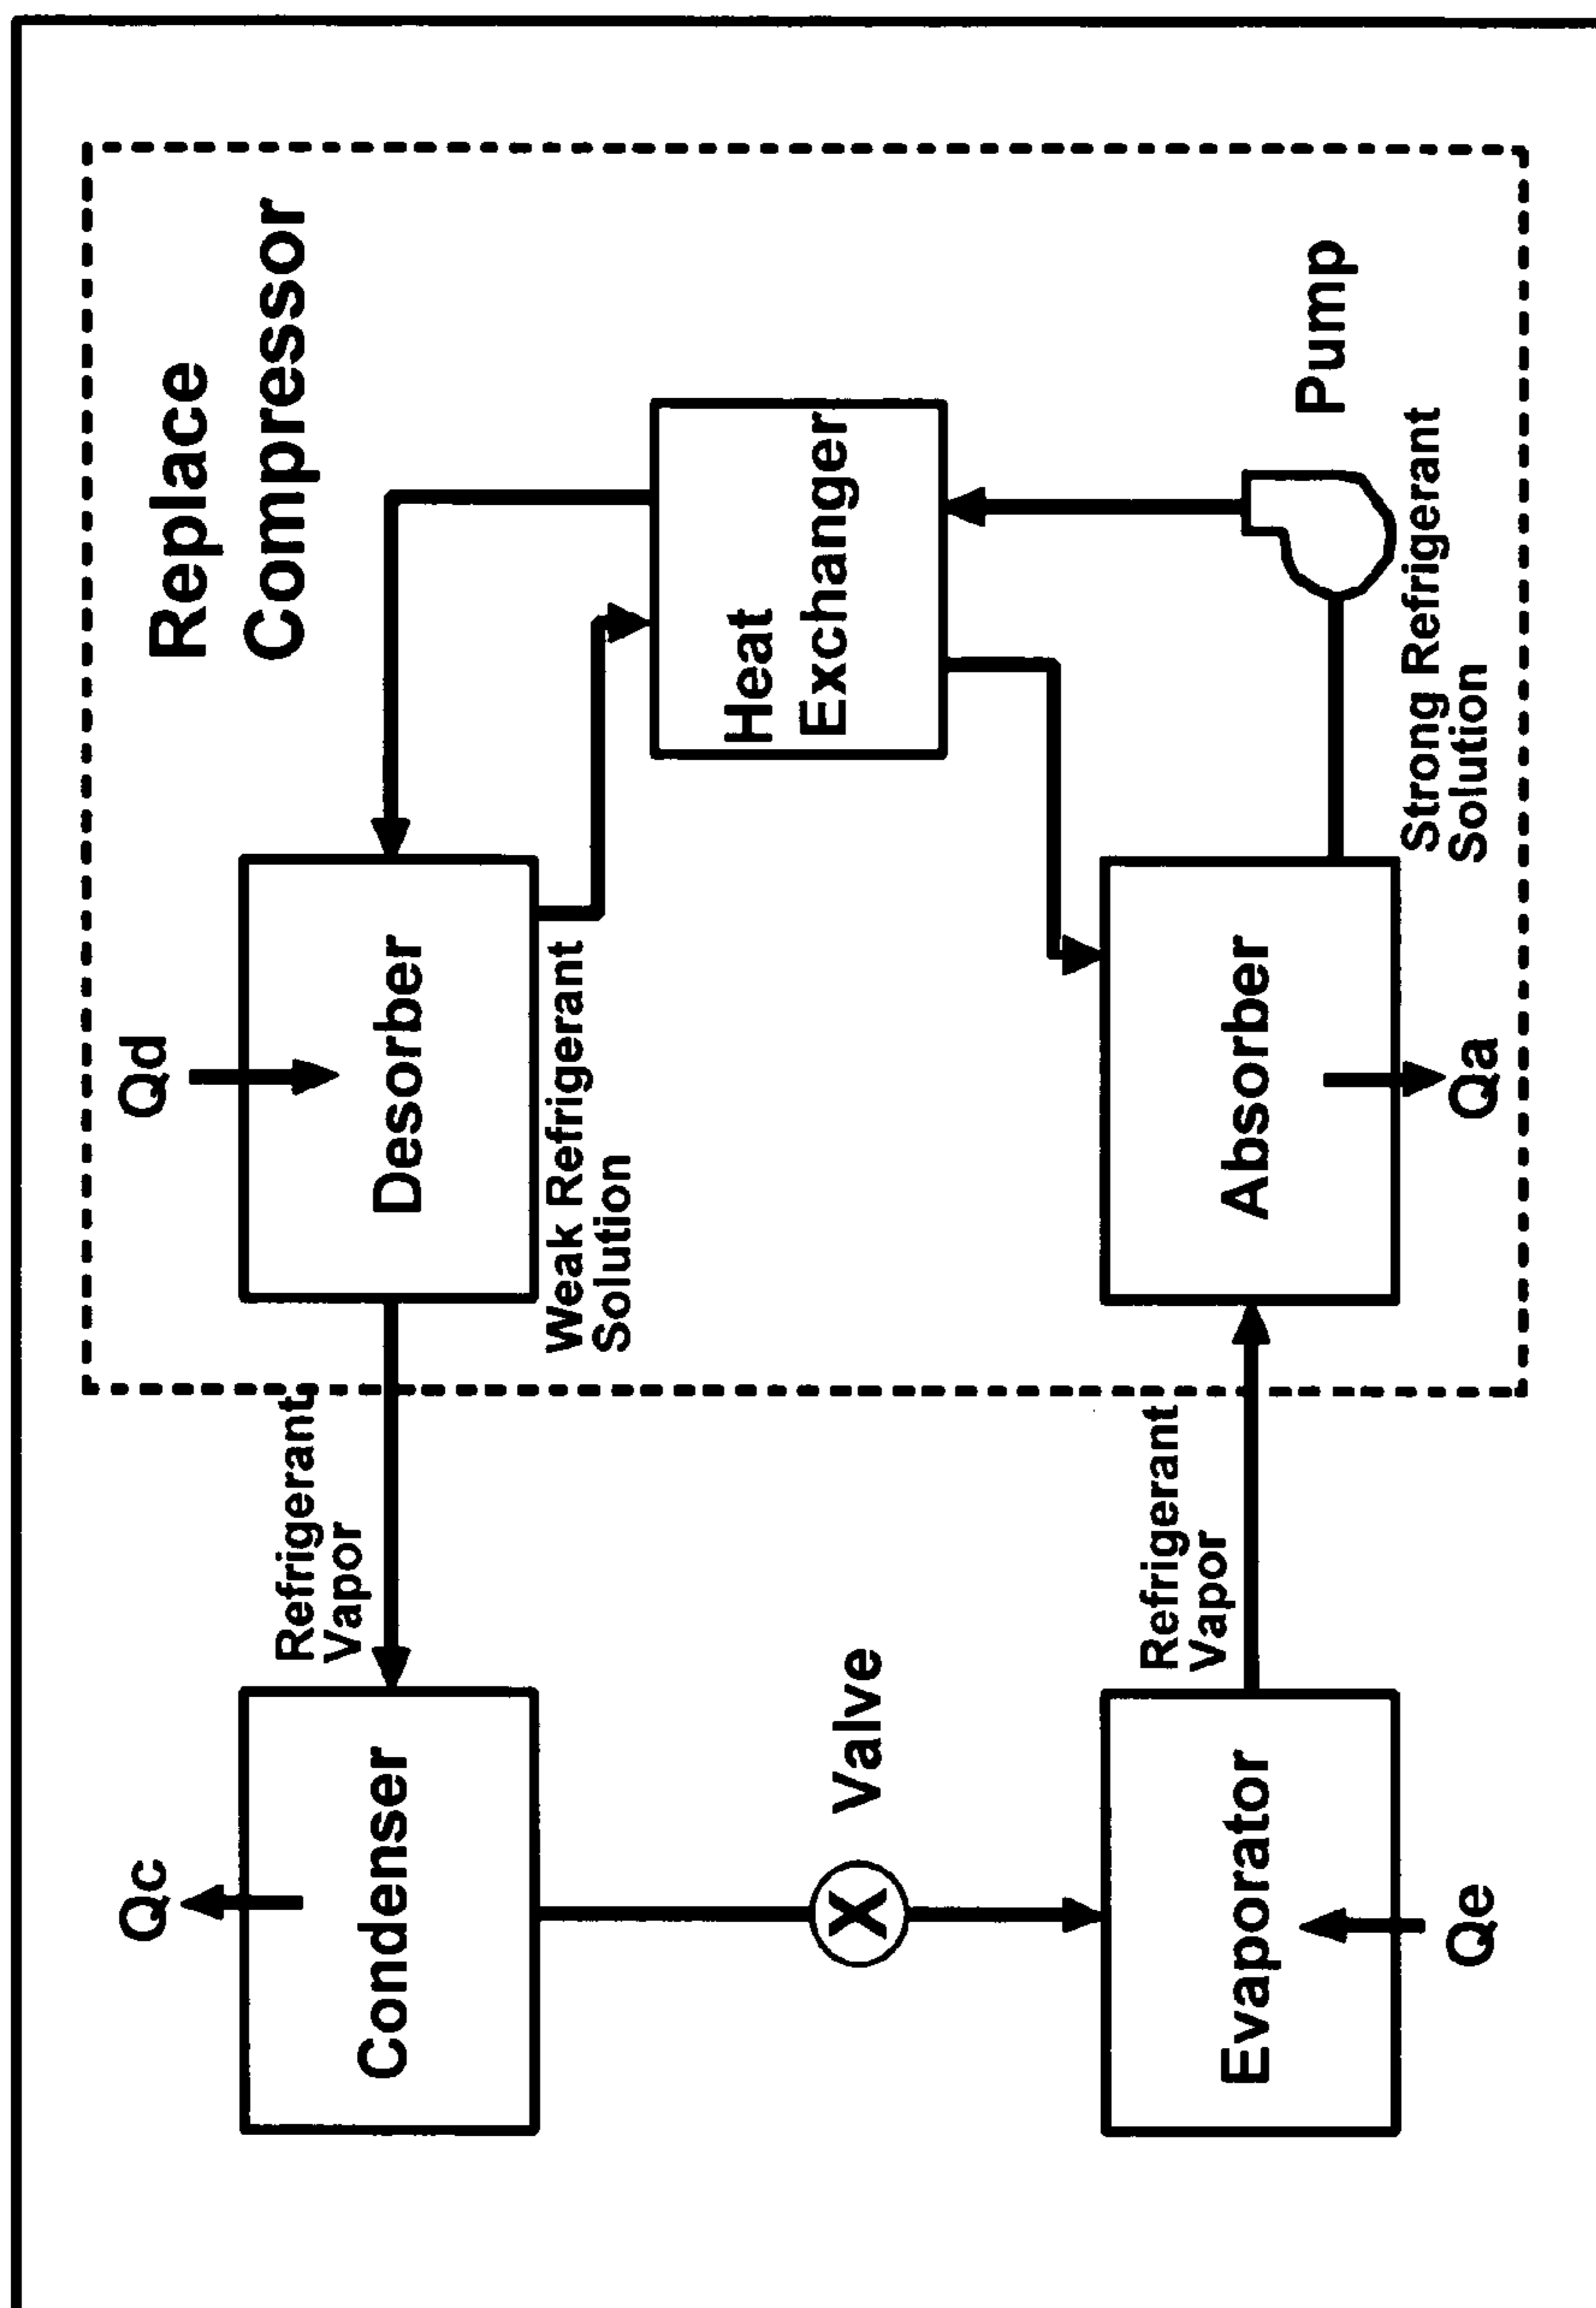 Replace
Compressor
Qc
Qd
Condenser
Refrigerant
Vapor
Desorber
Weak Refrigerant
Solution
Heat
Exchanger
Valve
X
Pump
Evaporator
Refrigerant
Vapor
Absorber
Strong Refrigerant
Solution
Qe
Qa